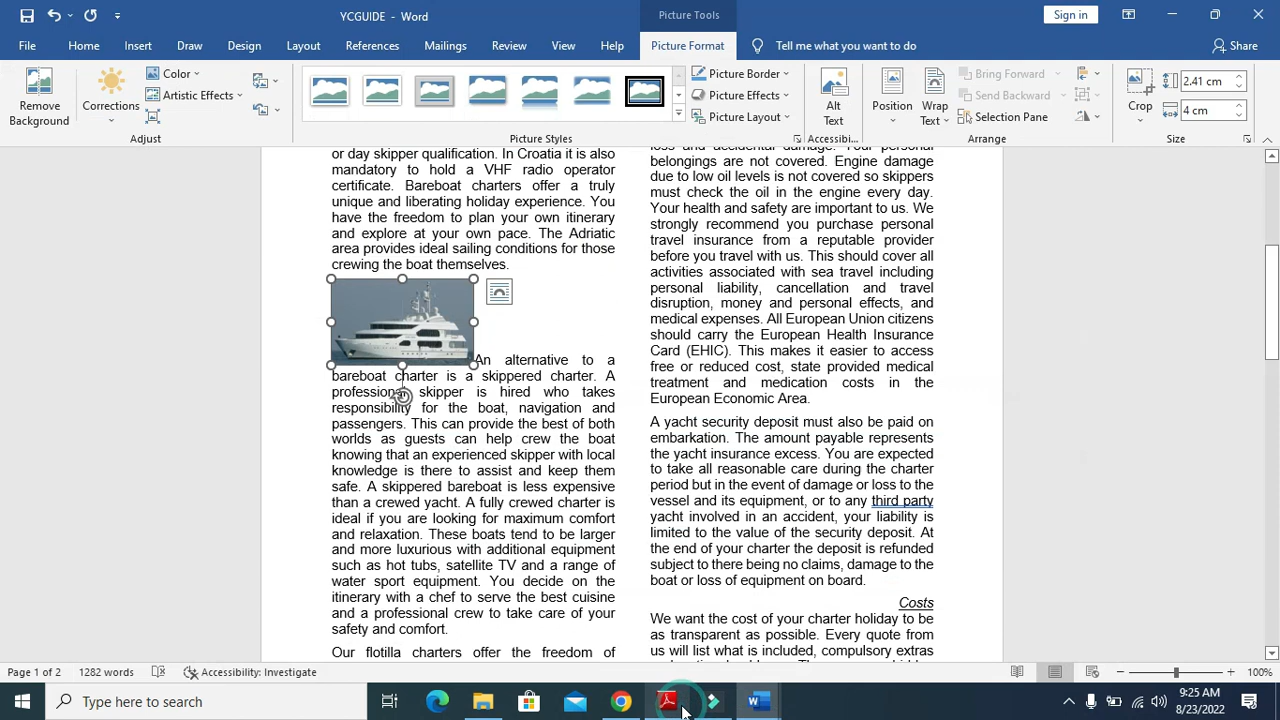 YCGUIDE - Word
Picture Tools
Sign in
File
Home
Insert
Draw
Design
Layout
References
Mailings
Review
View
Help
Picture Format
Tell me what you want to do
Share
Remove
Background
Corrections
Color
Artistic Effects
Adjust
Picture Styles
Picture Border
Picture Effects
Picture Layout
Alt
Text
Accessibi...
Position
Wrap
Text
Bring Forward
Send Backward
Selection Pane
Arrange
Crop
2.41 cm
4 cm
Size
or day skipper qualification. In Croatia it is also
mandatory to hold a VHF radio operator
certificate. Bareboat charters offer a truly
unique and liberating holiday experience. You
have the freedom to plan your own itinerary
and explore at your own pace. The Adriatic
area provides ideal sailing conditions for those
crewing the boat themselves.
An alternative to a
bareboat charter is a skippered charter. A
professional skipper is hired who takes
responsibility for the boat, navigation and
passengers. This can provide the best of both
worlds as guests can help crew the boat
knowing that an experienced skipper with local
knowledge is there to assist and keep them
safe. A skippered bareboat is less expensive
than a crewed yacht. A fully crewed charter is
ideal if you are looking for maximum comfort
and relaxation. These boats tend to be larger
and more luxurious with additional equipment
such as hot tubs, satellite TV and a range of
water sport equipment. You decide on the
itinerary with a chef to serve the best cuisine
and a professional crew to take care of your
safety and comfort.
Our flotilla charters offer the freedom of
loss and accidental damage. Your personal
belongings are not covered. Engine damage
due to low oil levels is not covered so skippers
must check the oil in the engine every day.
Your health and safety are important to us. We
strongly recommend you purchase personal
travel insurance from a reputable provider
before you travel with us. This should cover all
activities associated with sea travel including
personal liability, cancellation and travel
disruption, money and personal effects, and
medical expenses. All European Union citizens
should carry the European Health Insurance
Card (EHIC). This makes it easier to access
free or reduced cost, state provided medical
treatment and medication costs in the
European Economic Area.
A yacht security deposit must also be paid on
embarkation. The amount payable represents
the yacht insurance excess. You are expected
to take all reasonable care during the charter
period but in the event of damage or loss to the
vessel and its equipment, or to any third party
yacht involved in an accident, your liability is
limited to the value of the security deposit. At
the end of your charter the deposit is refunded
subject to there being no claims, damage to the
boat or loss of equipment on board.
Costs
We want the cost of your charter holiday to be
as transparent as possible. Every quote from
us will list what is included, compulsory extras
Page 1 of 2
1282 words
Accessibility: Investigate
100%
Type here to search
9:25 AM
8/23/2022